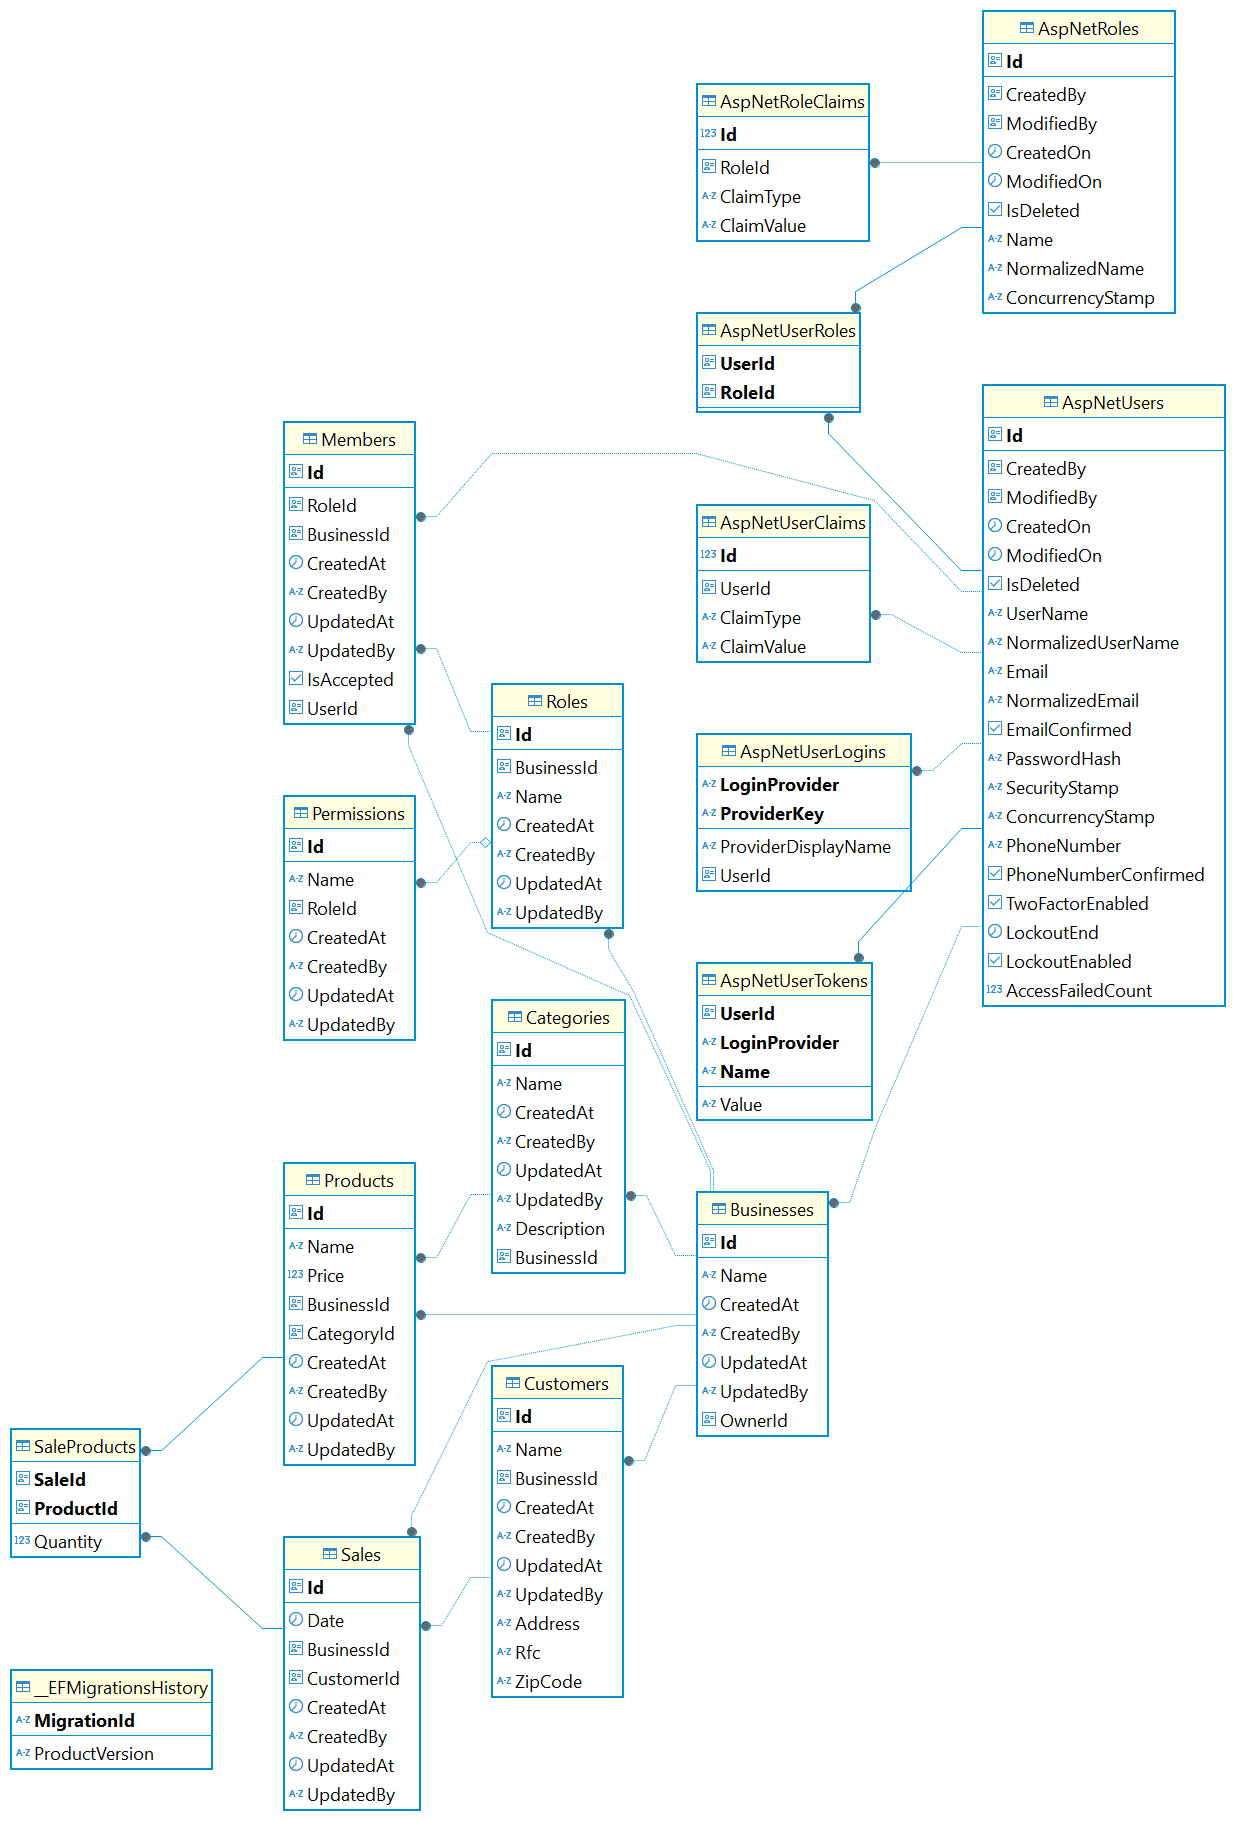 AspNetRoles
Id
CreatedBy
ModifiedBy
CreatedOn
ModifiedOn
IsDeleted
Name
NormalizedName
ConcurrencyStamp
AspNetRoleClaims
123 Id
RoleId
A-Z ClaimType
A-Z ClaimValue
AspNetUserRoles
UserId
RoleId
AspNetUsers
Id
CreatedBy
ModifiedBy
CreatedOn
ModifiedOn
IsDeleted
A-Z UserName
A-Z NormalizedUserName
A-Z Email
A-Z NormalizedEmail
EmailConfirmed
A-Z PasswordHash
A-Z SecurityStamp
A-Z ConcurrencyStamp
A-Z PhoneNumber
PhoneNumberConfirmed
TwoFactorEnabled
LockoutEnd
LockoutEnabled
123 AccessFailedCount
Members
Id
RoleId
BusinessId
CreatedAt
A-Z CreatedBy
UpdatedAt
A-Z UpdatedBy
IsAccepted
UserId
AspNetUserClaims
123 Id
UserId
A-Z ClaimType
A-Z ClaimValue
Roles
Id
BusinessId
A-Z Name
CreatedAt
A-Z CreatedBy
UpdatedAt
A-Z UpdatedBy
AspNetUserLogins
A-Z LoginProvider
A-Z ProviderKey
A-Z ProviderDisplayName
UserId
Permissions
Id
A-Z Name
RoleId
CreatedAt
A-Z CreatedBy
UpdatedAt
A-Z UpdatedBy
AspNetUserTokens
UserId
A-Z LoginProvider
A-Z Name
A-Z Value
Categories
Id
A-Z Name
CreatedAt
A-Z CreatedBy
UpdatedAt
A-Z UpdatedBy
A-Z Description
BusinessId
Products
Id
A-Z Name
123 Price
BusinessId
CategoryId
CreatedAt
A-Z CreatedBy
UpdatedAt
A-Z UpdatedBy
Businesses
Id
A-Z Name
CreatedAt
A-Z CreatedBy
UpdatedAt
A-Z UpdatedBy
OwnerId
Customers
Id
A-Z Name
BusinessId
CreatedAt
A-Z CreatedBy
UpdatedAt
A-Z UpdatedBy
A-Z Address
A-Z Rfc
A-Z ZipCode
SaleProducts
SaleId
ProductId
123 Quantity
Sales
Id
Date
BusinessId
CustomerId
CreatedAt
A-Z CreatedBy
UpdatedAt
A-Z UpdatedBy
__EFMigrationsHistory
A-Z MigrationId
A-Z ProductVersion